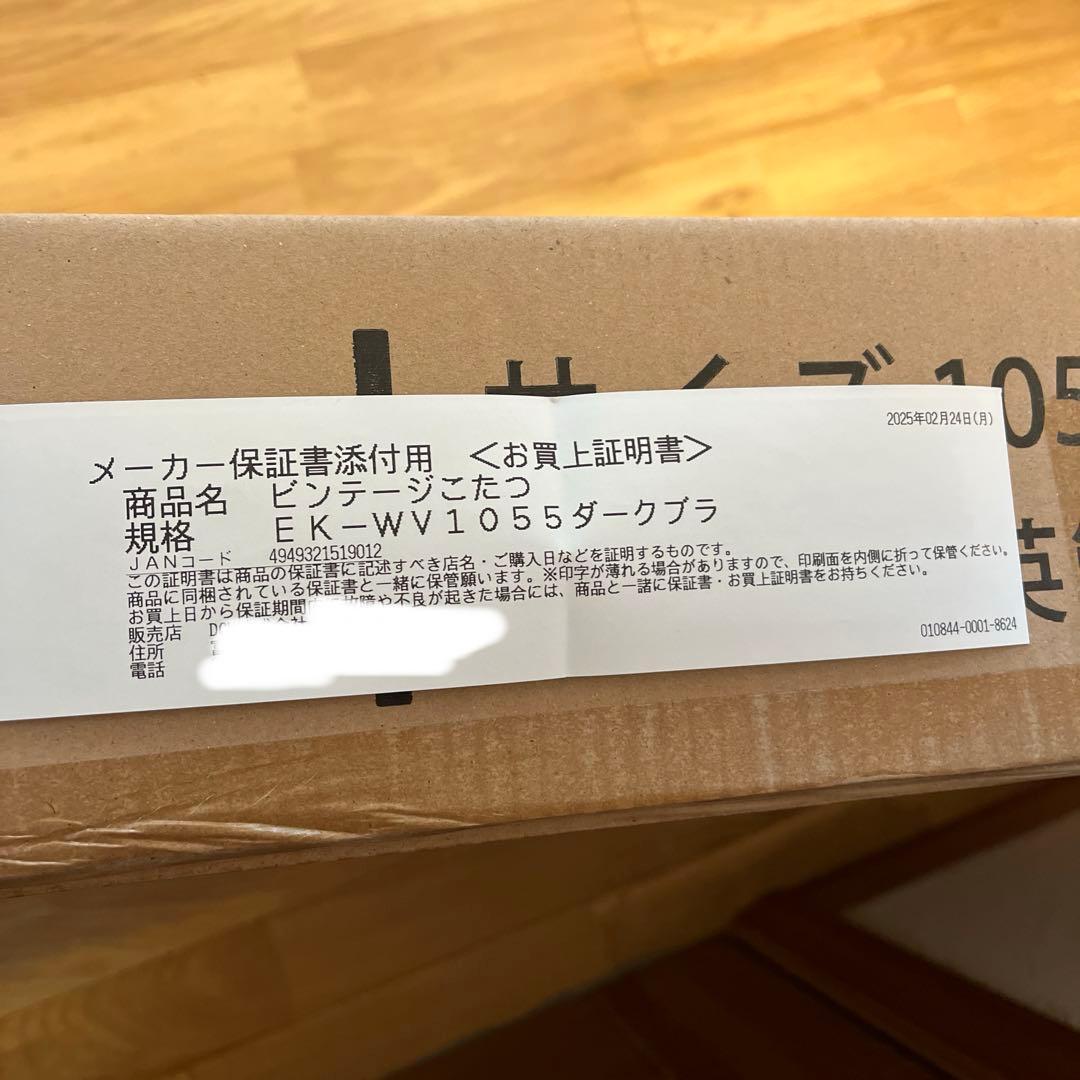 サイズ 105
2025年02月24日(月)
メーカー保証書添付用 <お買上証明書>
商品名 ビンテージこたつ
規格 EK-WV1055ダークブラ
JANコード 4949321519012
この証明書は商品の保証書に記述すべき店名・ご購入日などを証明するものです。
商品に同梱されている保証書と一緒に保管願います。※印字が薄れる場合がありますので、印刷面を内側に折って保管ください。
お買上日から保証期間 故障や不良が起きた場合には、商品と一諸に保証書・お買上証明書をお持ちください。
販売店
住所
電話
010844-0001-8624
英